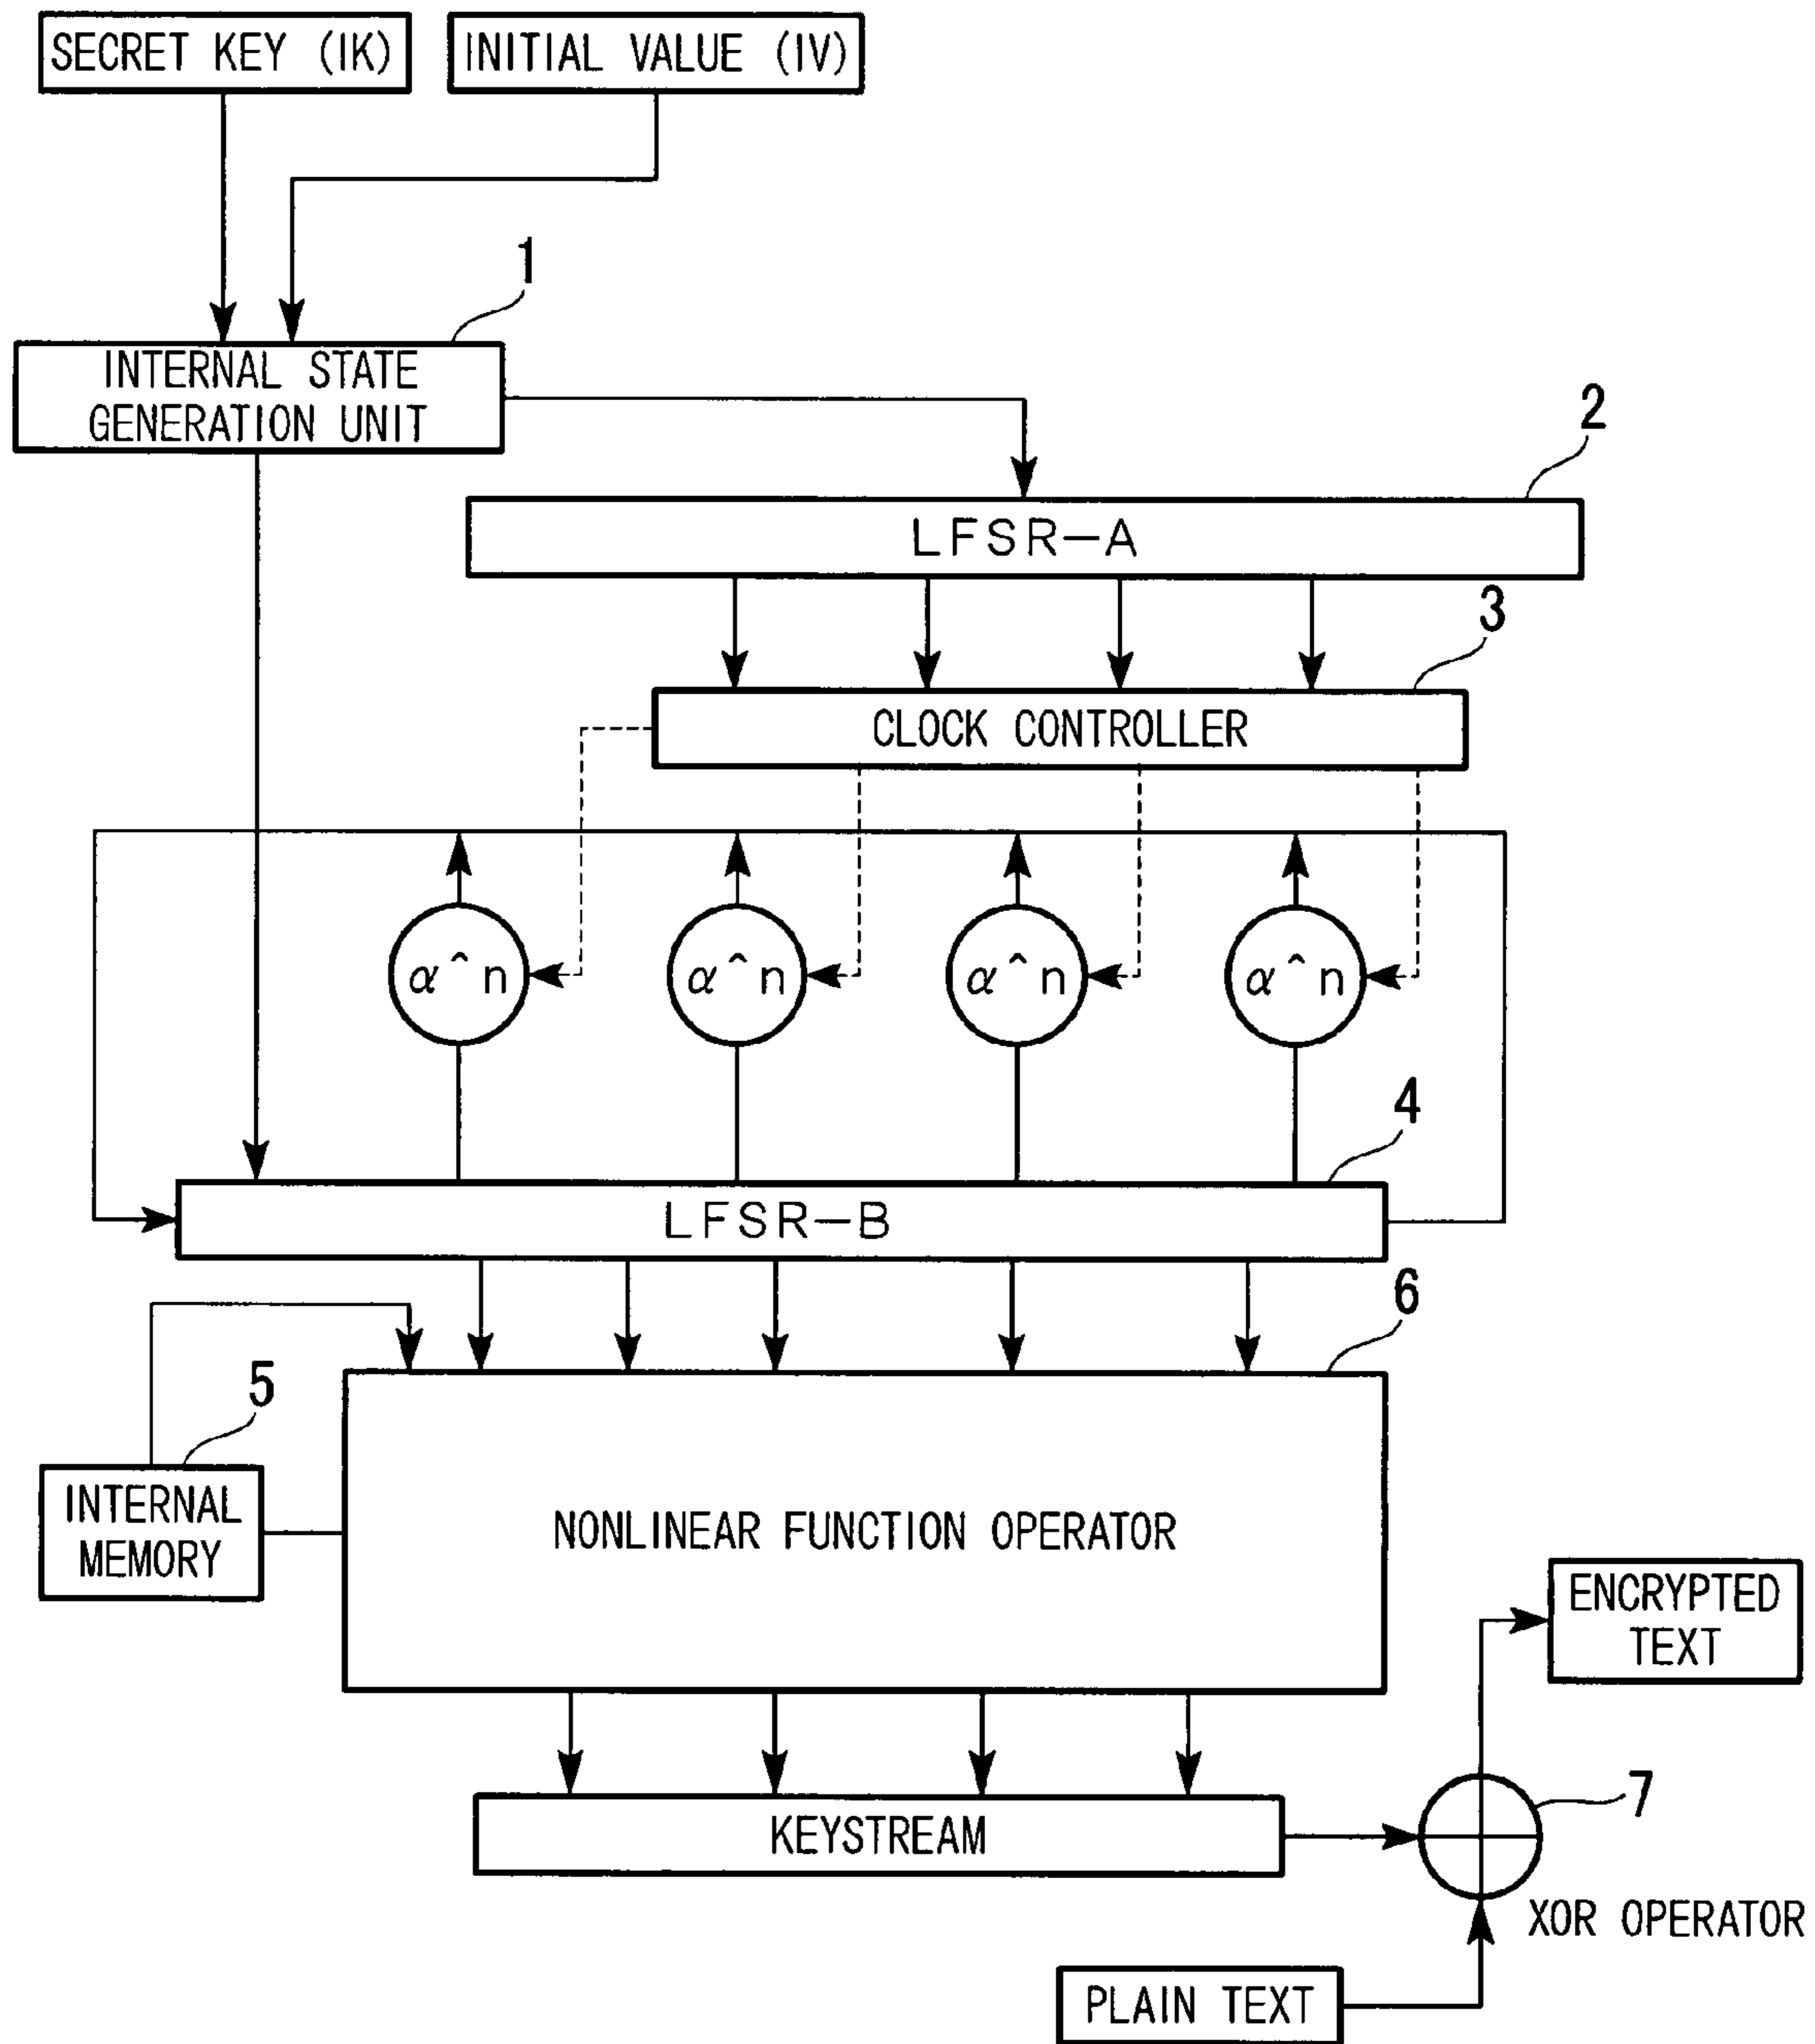 SECRET KEY (IK)
INITIAL VALUE (IV)
1
INTERNAL STATE
GENERATION UNIT
2
LFSR-A
3
CLOCK CONTROLLER
α^n
α^n
α^n
α^n
4
LFSR-B
6
5
INTERNAL
MEMORY
NONLINEAR FUNCTION OPERATOR
ENCRYPTED
TEXT
7
KEYSTREAM
XOR OPERATOR
PLAIN TEXT